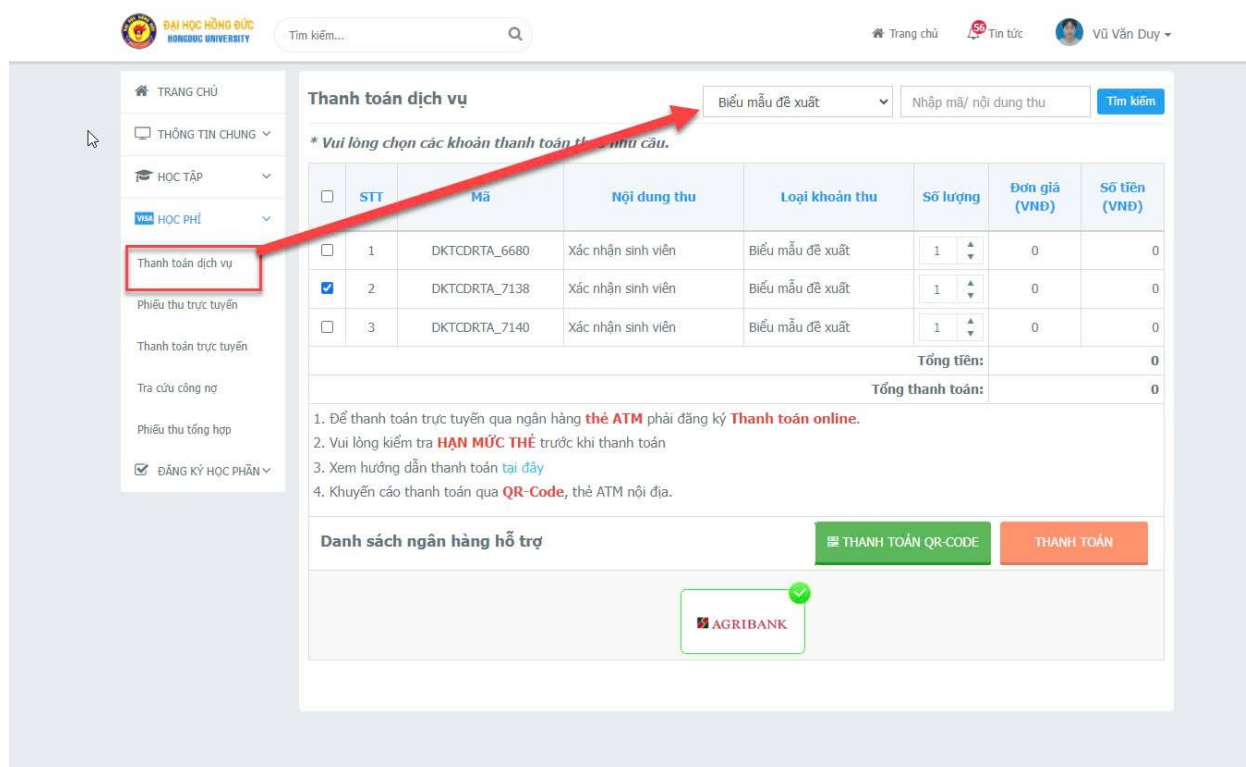 ĐẠI HỌC HỒNG ĐỨC
HONGDUC UNIVERSITY
Tìm kiếm...
Trang chủ
56
Tin tức
Vũ Văn Duy
TRANG CHỦ
THÔNG TIN CHUNG
HỌC TẬP
VISA HỌC PHÍ
Thanh toán dịch vụ
Phiếu thu trực tuyến
Thanh toán trực tuyến
Tra cứu công nợ
Phiếu thu tổng hợp
ĐĂNG KÝ HỌC PHẦN
Thanh toán dịch vụ
Biểu mẫu đề xuất
Nhập mã/ nội dung thu
Tìm kiếm
* Vui lòng chọn các khoản thanh toán theo nhu cầu.
STT Mã Nội dung thu Loại khoản thu Số lượng Đơn giá (VNĐ) Số tiền (VNĐ)
1 DKTCDRTA_6680 Xác nhận sinh viên Biểu mẫu đề xuất 1 0 0
2 DKTCDRTA_7138 Xác nhận sinh viên Biểu mẫu đề xuất 1 0 0
3 DKTCDRTA_7140 Xác nhận sinh viên Biểu mẫu đề xuất 1 0 0
Tổng tiền: 0
Tổng thanh toán: 0
1. Để thanh toán trực tuyến qua ngân hàng thẻ ATM phải đăng ký Thanh toán online.
2. Vui lòng kiểm tra HẠN MỨC THẺ trước khi thanh toán
3. Xem hướng dẫn thanh toán tại đây
4. Khuyến cáo thanh toán qua QR-Code, thẻ ATM nội địa.
Danh sách ngân hàng hỗ trợ
THANH TOÁN QR-CODE
THANH TOÁN
AGRIBANK